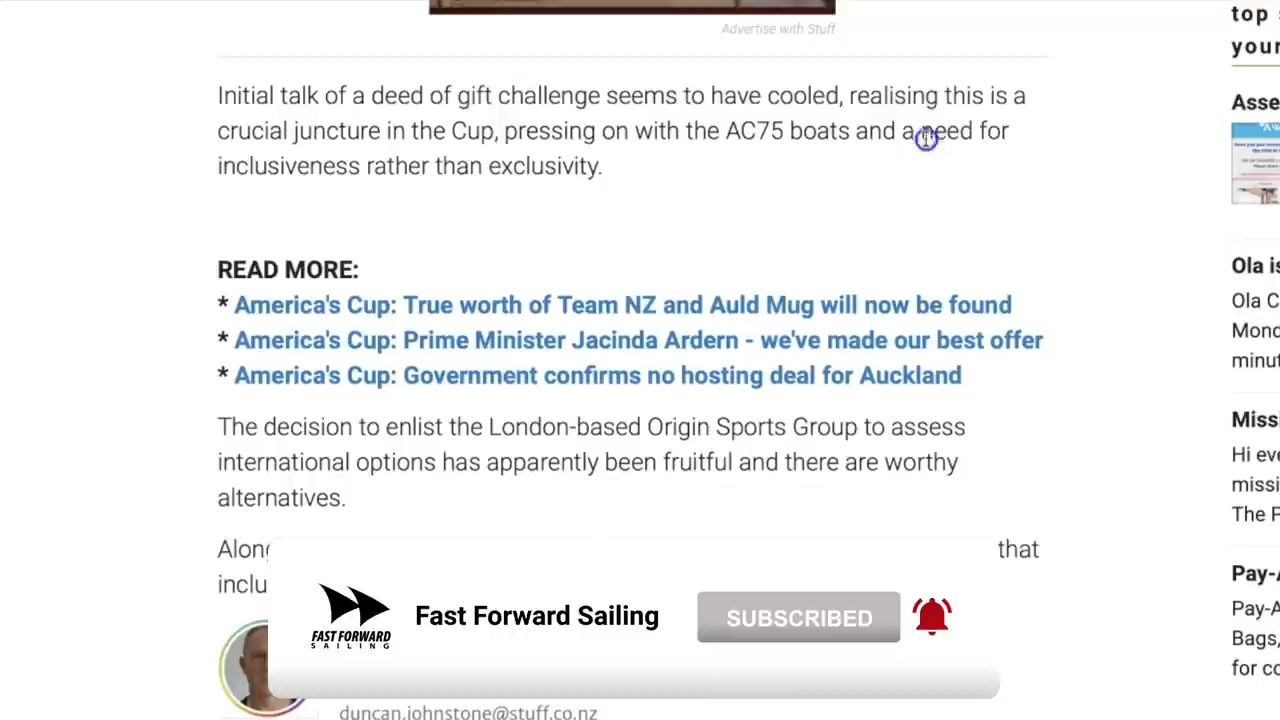 Advertise with Stuff
top
your
Initial talk of a deed of gift challenge seems to have cooled, realising this is a
crucial juncture in the Cup, pressing on with the AC75 boats and a need for
inclusiveness rather than exclusivity.
READ MORE:
* America's Cup: True worth of Team NZ and Auld Mug will now be found
* America's Cup: Prime Minister Jacinda Ardern - we've made our best offer
* America's Cup: Government confirms no hosting deal for Auckland
The decision to enlist the London-based Origin Sports Group to assess
international options has apparently been fruitful and there are worthy
alternatives.
Along that
inclu
Fast Forward Sailing
SUBSCRIBED
FAST FORWARD
SAILING
duncan.johnstone@stuff.co.nz
Asse
Ola is
Ola C
Mond
minut
Missi
Hi eve
missi
The P
Pay-A
Pay-A
Bags,
for co